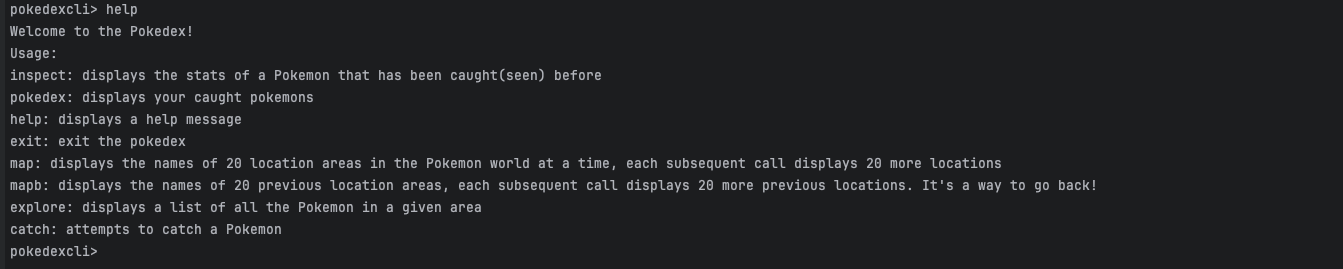 pokedexcli> help
Welcome to the Pokedex!
Usage:
inspect: displays the stats of a Pokemon that has been caught(seen) before
pokedex: displays your caught pokemons
help: displays a help message
exit: exit the pokedex
map: displays the names of 20 location areas in the Pokemon world at a time, each subsequent call displays 20 more locations
mapb: displays the names of 20 previous location areas, each subsequent call displays 20 more previous locations. It's a way to go back!
explore: displays a list of all the Pokemon in a given area
catch: attempts to catch a Pokemon
pokedexcli>